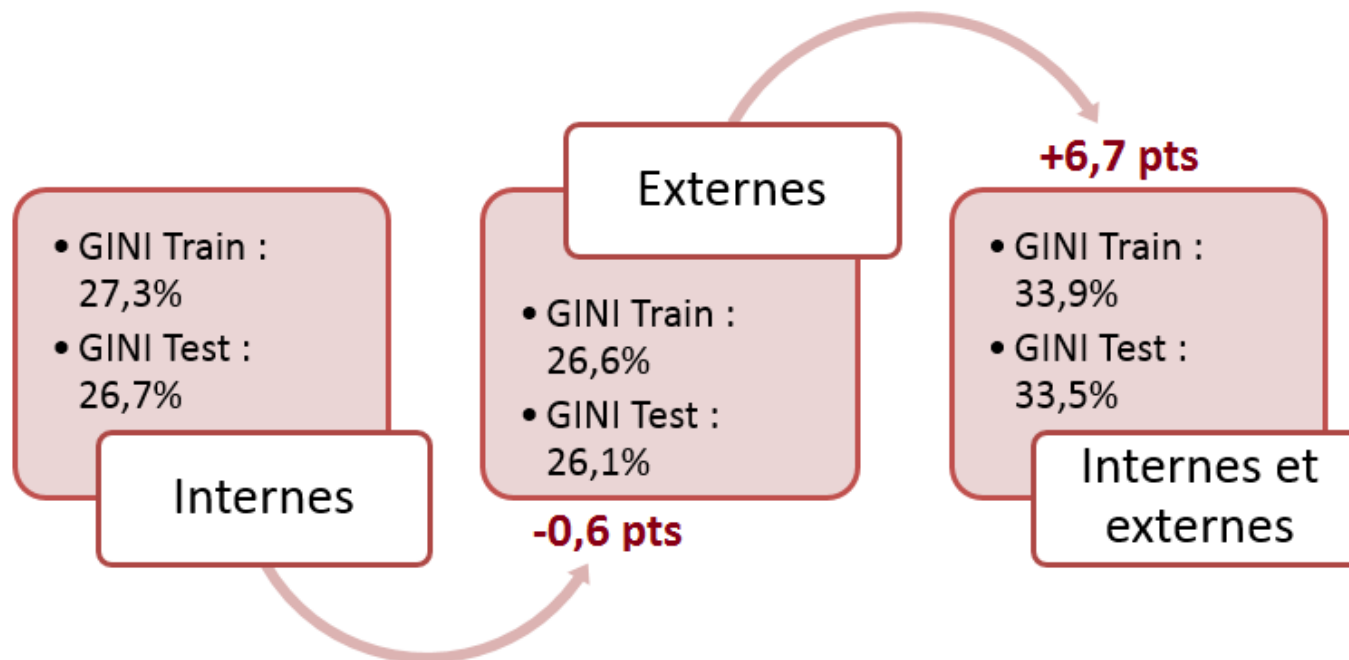 • GINI Train :
27,3%
• GINI Test :
26,7%
Internes
-0,6 pts
Externes
• GINI Train :
26,6%
• GINI Test :
26,1%
+6,7 pts
• GINI Train :
33,9%
• GINI Test :
33,5%
Internes et
externes